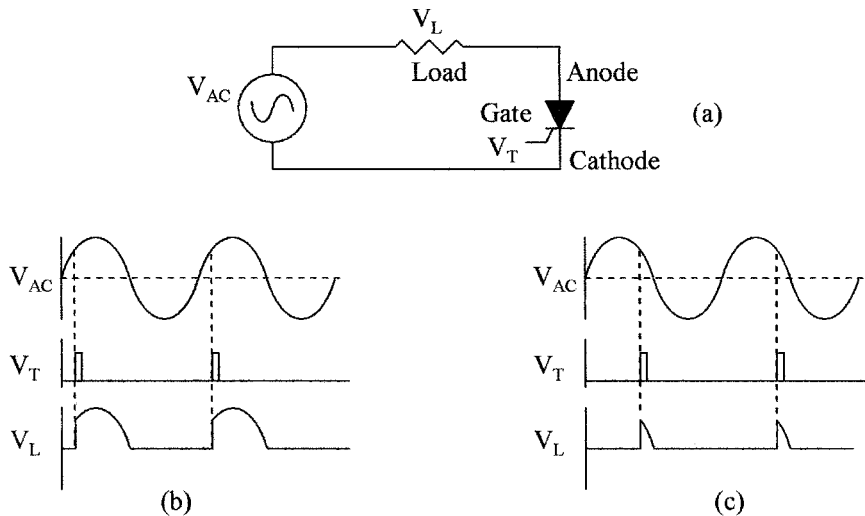 V_L
Load
Anode
V_AC
Gate
(a)
V_T
Cathode
V_AC
V_T
V_L
(b)
V_AC
V_T
V_L
(c)